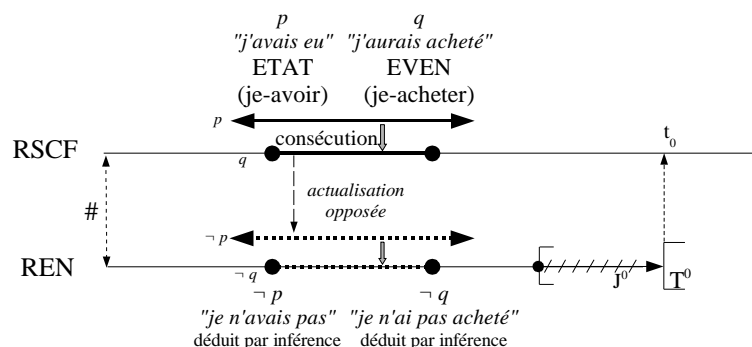 p q
"j'avais eu" "j'aurais acheté"
ETAT EVEN
(je-avoir) (je-acheter)
p
consécution
t₀
RSCF q
actualisation
opposée
#
¬ p
REN ¬ q J⁰ T⁰
¬ p ¬ q
"je n'avais pas" "je n'ai pas acheté"
déduit par inférence déduit par inférence